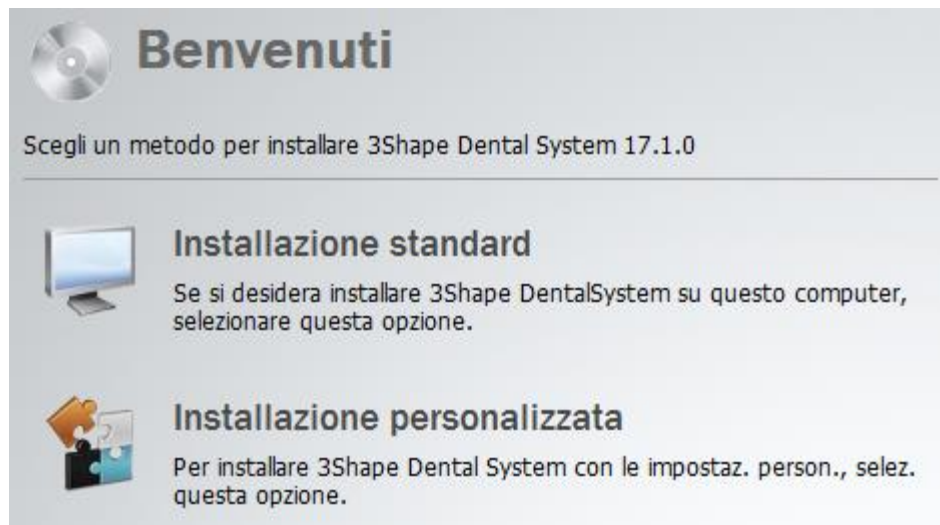 Benvenuti
Scegli un metodo per installare 3Shape Dental System 17.1.0
Installazione standard
Se si desidera installare 3Shape DentalSystem su questo computer,
selezionare questa opzione.
Installazione personalizzata
Per installare 3Shape Dental System con le impostaz. person., selez.
questa opzione.